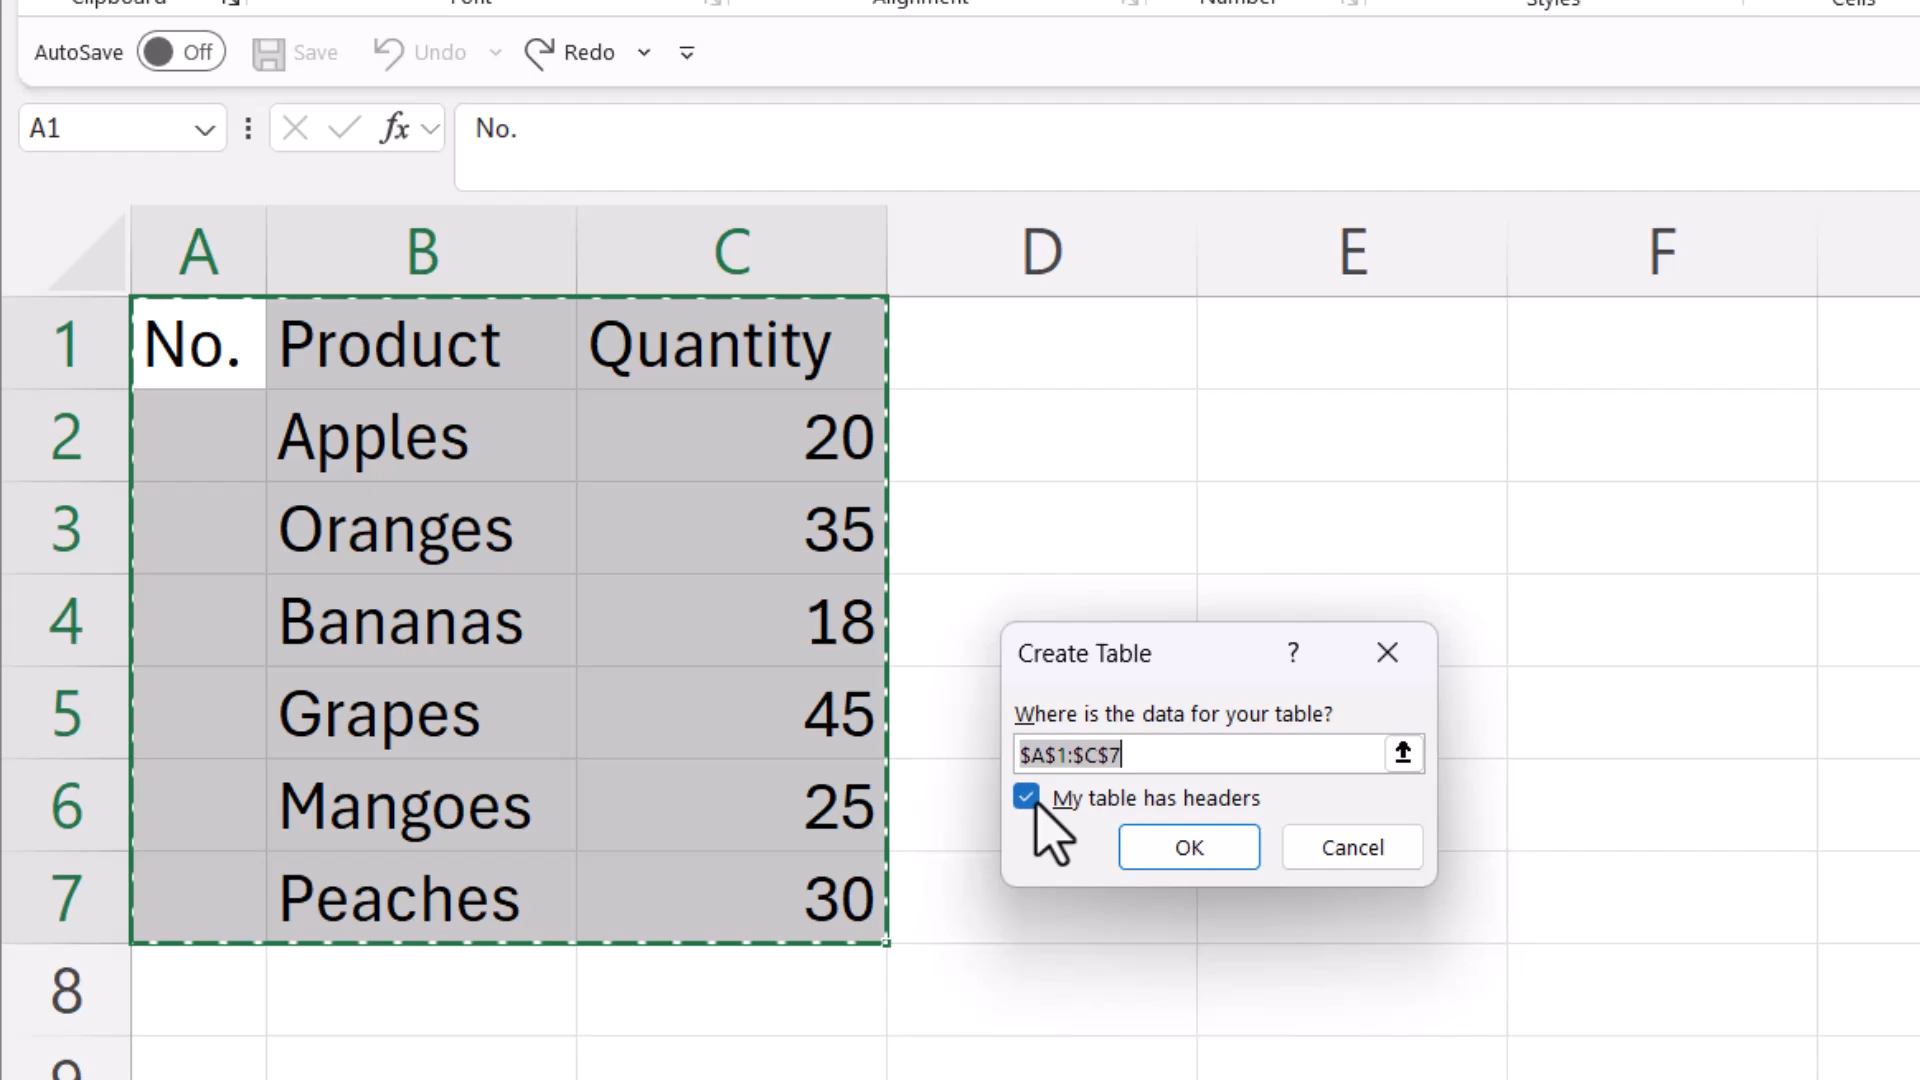 Clipboard Font Alignment Number Styles Cells
AutoSave Off Save Undo Redo
A1 fx No.
A B C D E F
1 No. Product Quantity
2 Apples 20
3 Oranges 35
4 Bananas 18
5 Grapes 45
6 Mangoes 25
7 Peaches 30
8
9
Create Table ?
Where is the data for your table?
$A$1:$C$7
My table has headers
OK Cancel